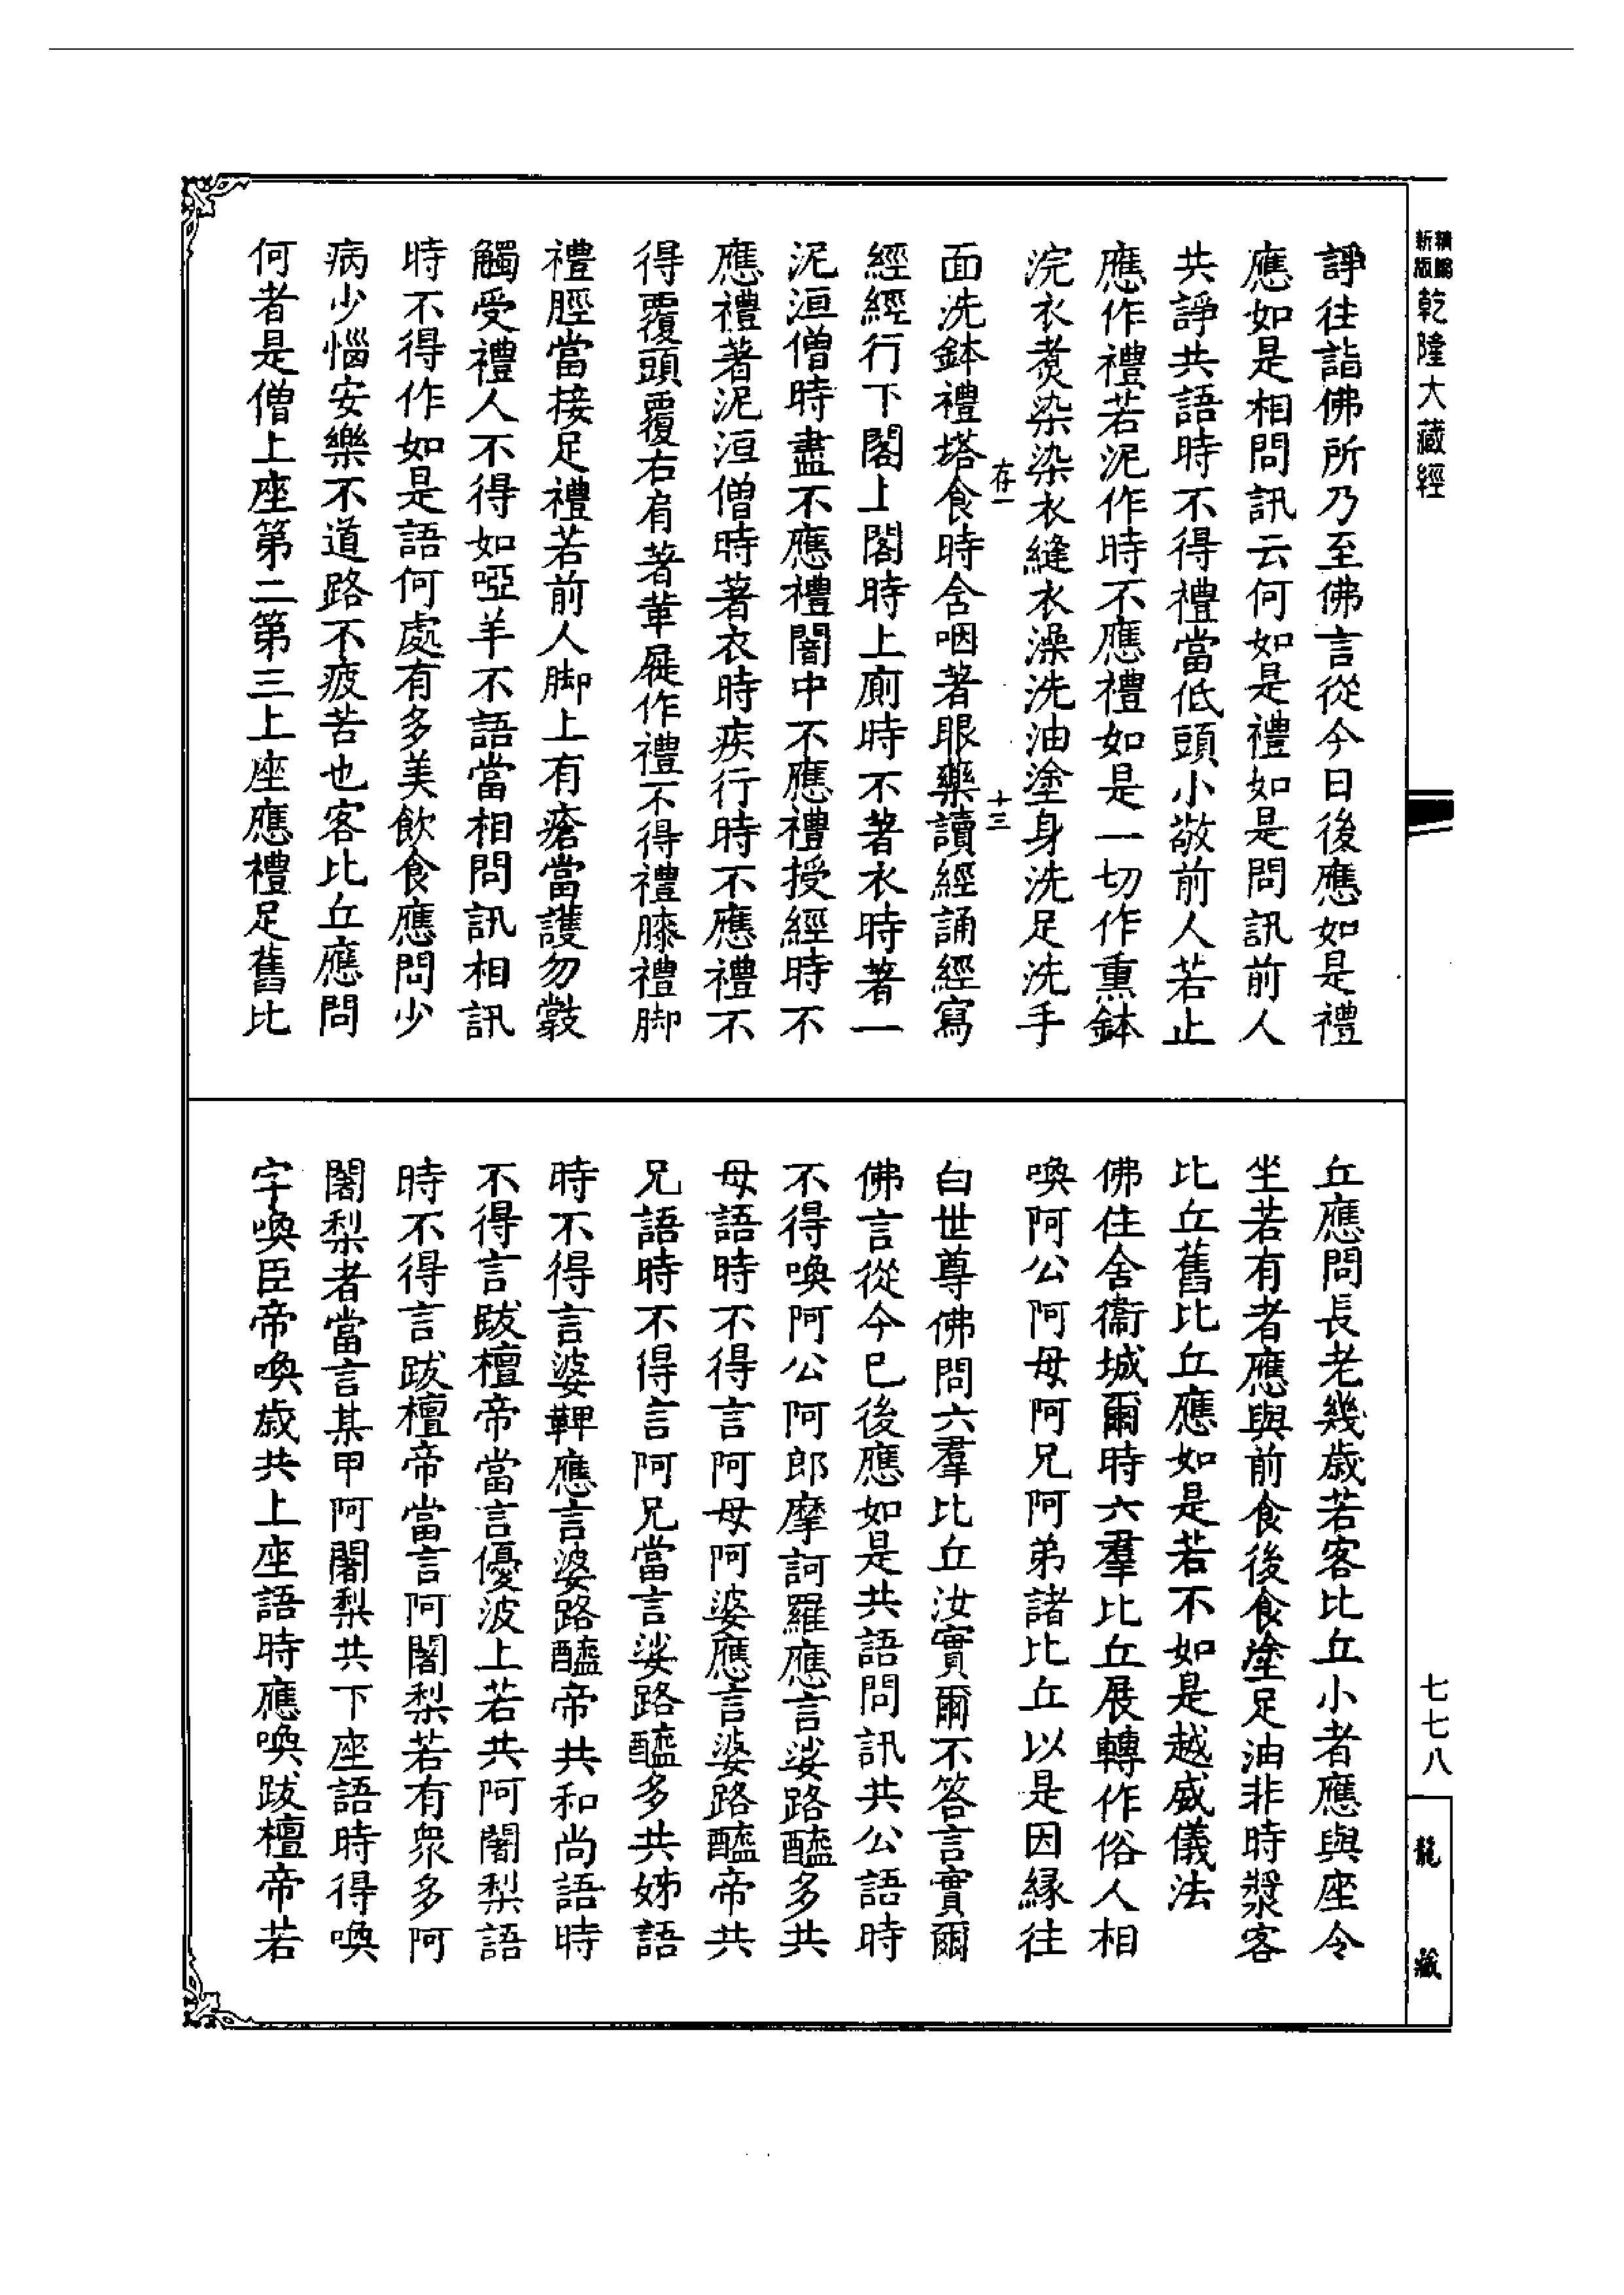 新編
縮版
乾隆大藏經
七七八
龍藏
諍往詣佛所乃至佛言從今日後應如是禮
應如是相問訊云何如是禮如是問訊前人
共諍共語時不得禮當低頭小敬前人若止
應作禮若泥作時不應禮如是一切作熏鉢
浣衣煑染染衣縫衣澡洗油塗身洗足洗手
存一
十三
面洗鉢禮塔食時含咽著眼藥讀經誦經寫
經經行下閣上閣時上廁時不著衣時著一
泥洹僧時盡不應禮闇中不應禮授經時不
應禮著泥洹僧時著衣時疾行時不應禮不
得覆頭覆右肩著革屣作禮不得禮膝禮脚
禮脛當接足禮若前人脚上有瘡當護勿䃣
觸受禮人不得如啞羊不語當相問訊相訊
時不得作如是語何處有多美飲食應問少
病少惱安樂不道路不疲苦也客比丘應問
何者是僧上座第二第三上座應禮足舊比
丘應問長老幾歲若客比丘小者應與座令
坐若有者應與前食後食塗足油非時漿客
比丘舊比丘應如是若不如是越威儀法
佛住舍衞城爾時六羣比丘展轉作俗人相
喚阿公阿母阿兄阿弟諸比丘以是因緣往
白世尊佛問六羣比丘汝實爾不答言實爾
佛言從今已後應如是共語問訊共公語時
不得喚阿公阿郎摩訶羅應言娑路醯多共
母語時不得言阿母阿婆應言婆路醯帝共
兄語時不得言阿兄當言娑路醯多共姊語
時不得言婆鞞應言婆路醯帝共和尚語時
不得言跋檀帝當言優波上若共阿闍梨語
時不得言跋檀帝當言阿闍梨若有衆多阿
闍梨者當言某甲阿闍梨共下座語時得喚
字喚臣帝喚歲共上座語時應喚跋檀帝若